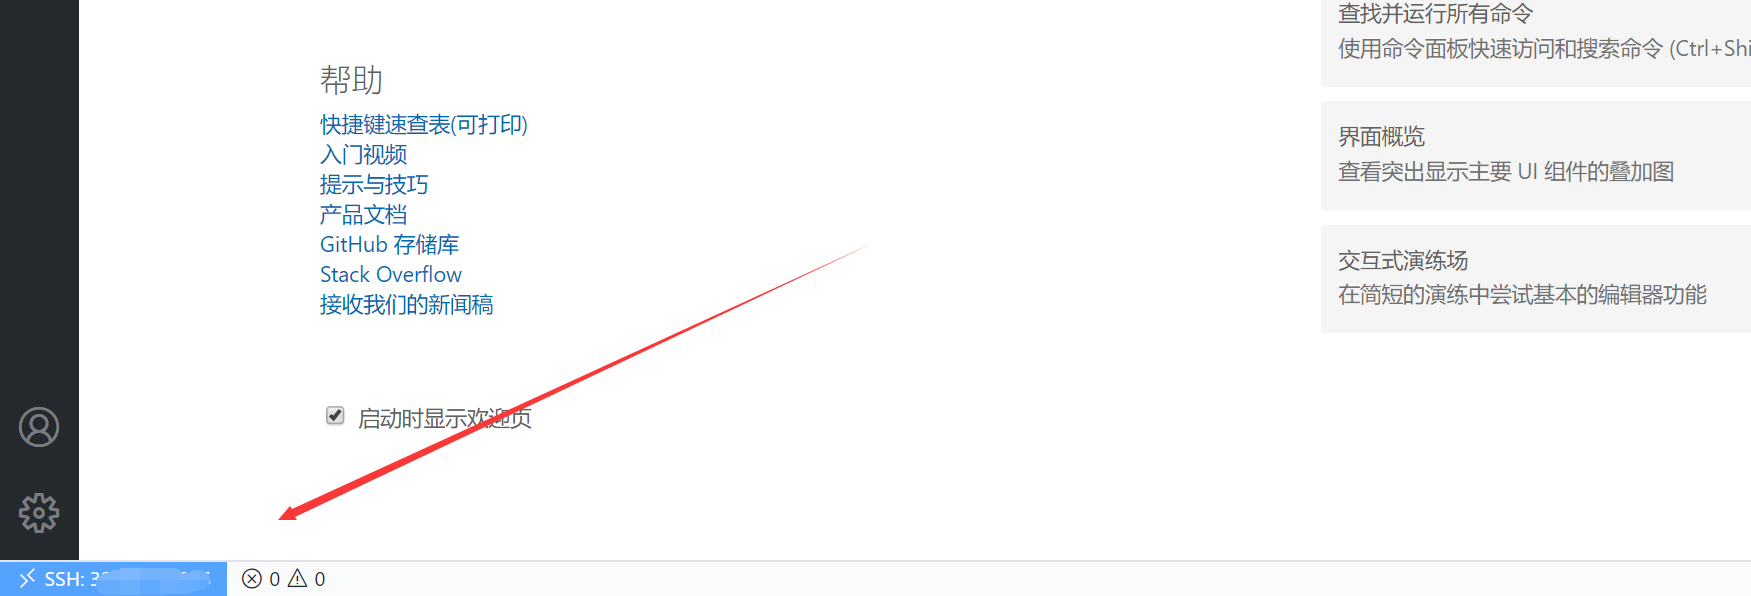 查找并运行所有命令
使用命令面板快速访问和搜索命令 (Ctrl+Shi
帮助
快捷键速查表(可打印)
入门视频
提示与技巧
产品文档
GitHub 存储库
Stack Overflow
接收我们的新闻稿
界面概览
查看突出显示主要 UI 组件的叠加图
交互式演练场
在简短的演练中尝试基本的编辑器功能
启动时显示欢迎页
SSH:
0 0